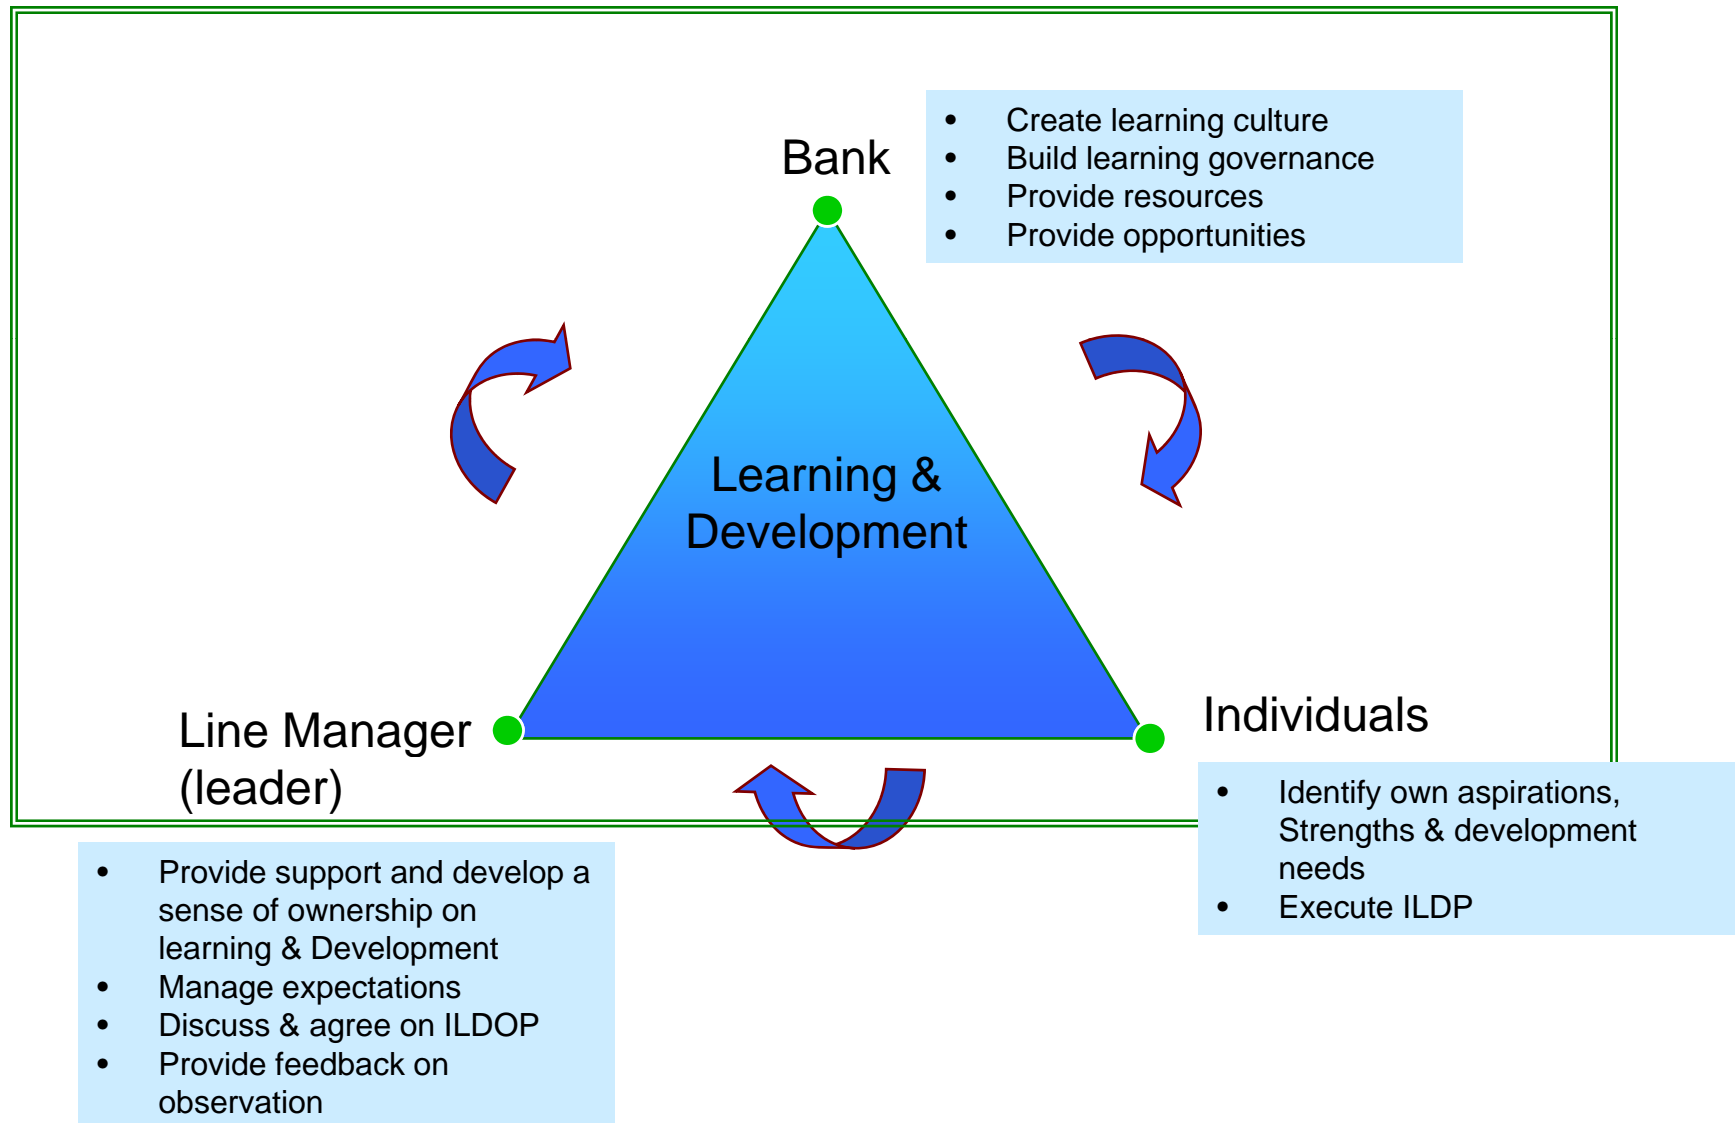 Bank
• Create learning culture
• Build learning governance
• Provide resources
• Provide opportunities
Learning &
Development
Line Manager
(leader)
Individuals
• Identify own aspirations,
Strengths & development
needs
• Execute ILDP
• Provide support and develop a
sense of ownership on
learning & Development
• Manage expectations
• Discuss & agree on ILDOP
• Provide feedback on
observation